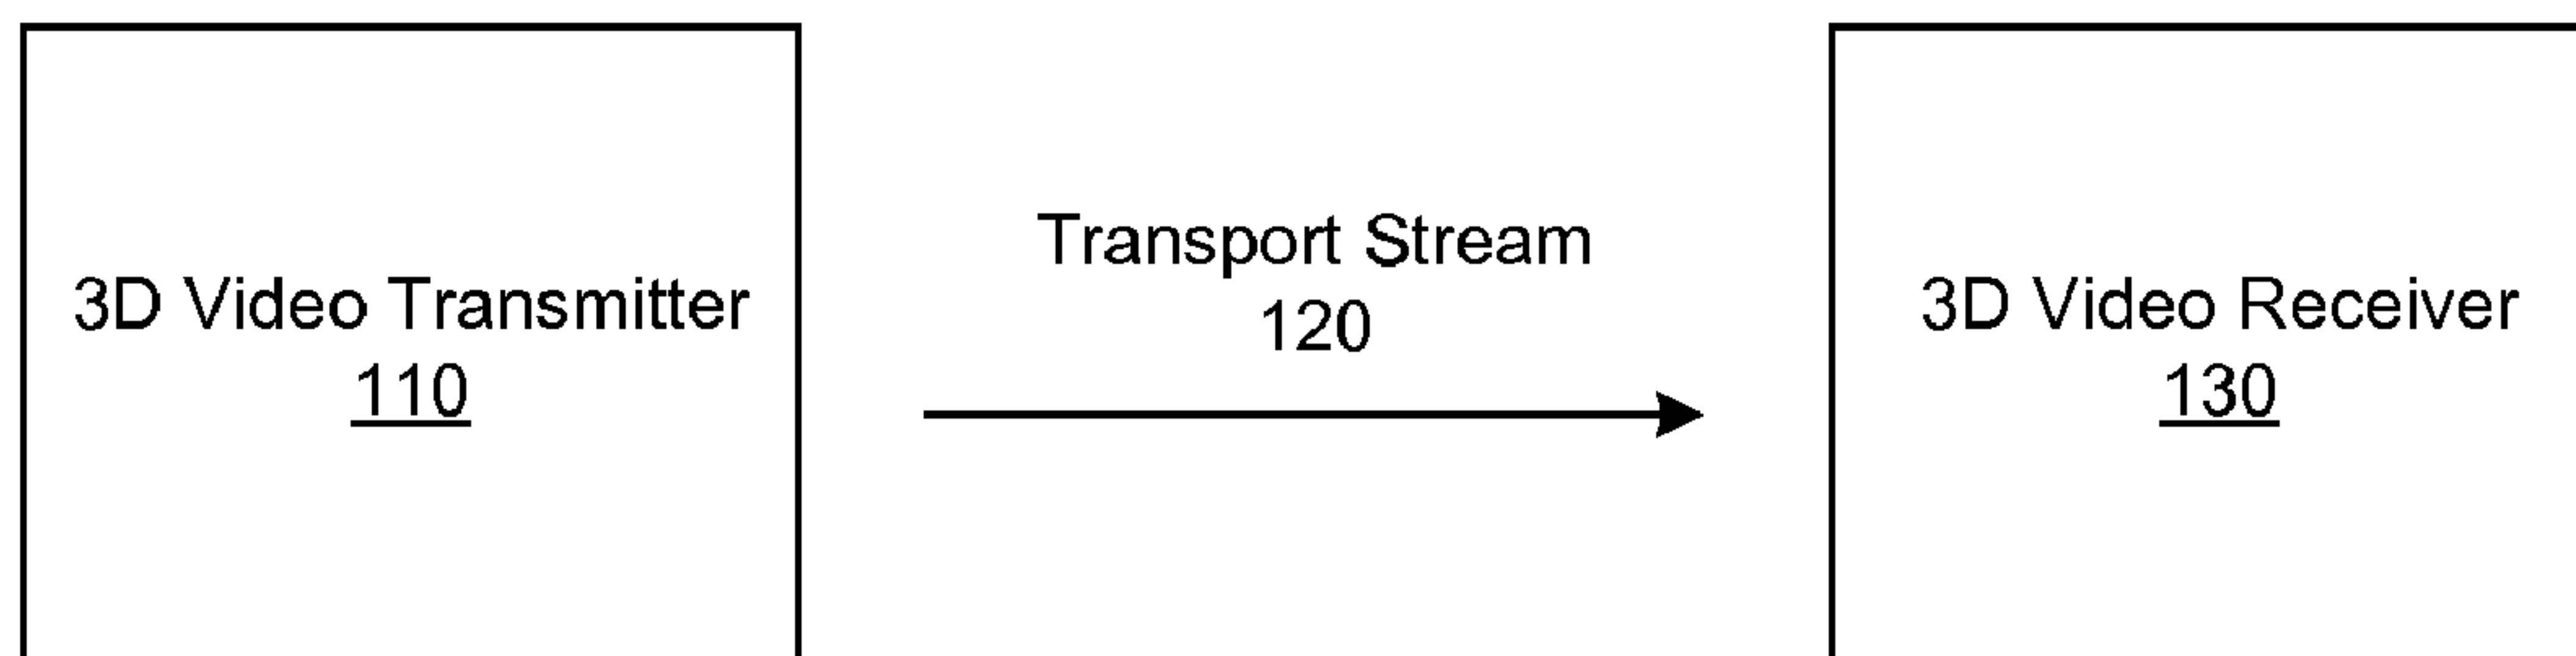 3D Video Transmitter
110
Transport Stream
120
3D Video Receiver
130